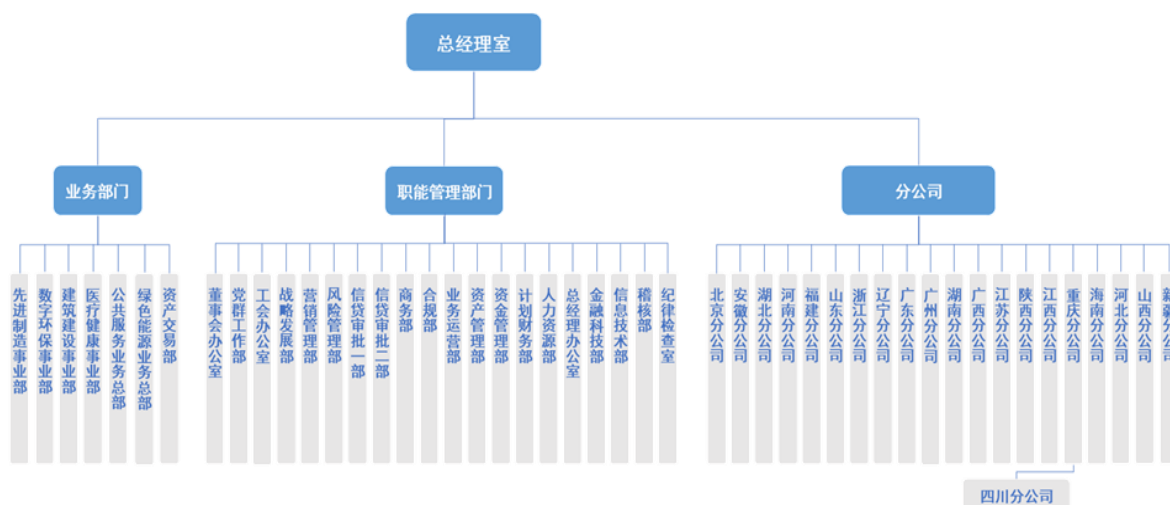 总经理室
业务部门
职能管理部门
分公司
先进制造事业部
数字环保事业部
建筑建设事业部
医疗健康事业部
公共服务业务总部
绿色能源业务总部
资产交易部
董事会办公室
党群工作部
工会办公室
战略发展部
营销管理部
风险管理部
信贷审批一部
信贷审批二部
商务部
合规部
业务运营部
资产管理部
资金管理部
计划财务部
人力资源部
总经理办公室
金融科技部
信息技术部
稽核部
纪律检查室
北京分公司
安徽分公司
湖北分公司
河南分公司
福建分公司
山东分公司
浙江分公司
辽宁分公司
广东分公司
广州分公司
湖南分公司
广西分公司
江苏分公司
陕西分公司
江西分公司
重庆分公司
海南分公司
河北分公司
山西分公司
新疆分公司
四川分公司